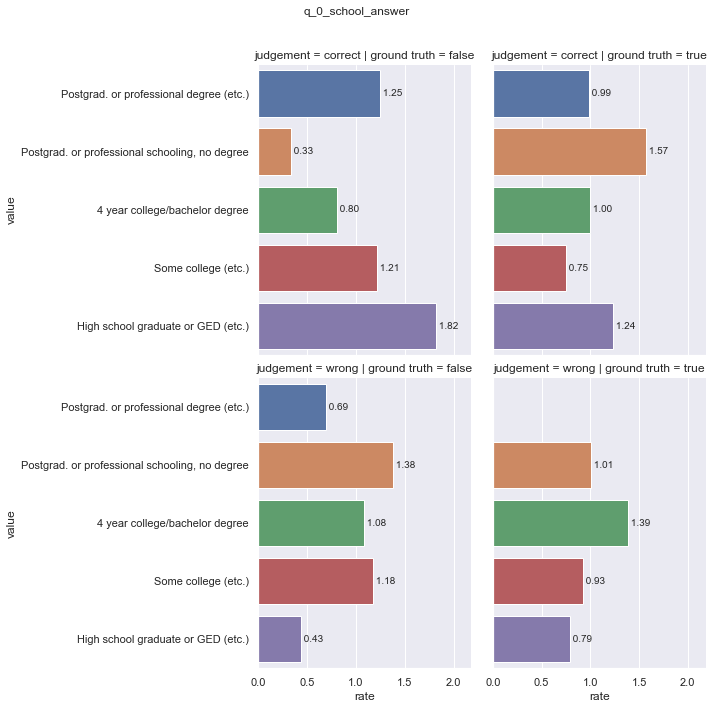 q_0_school_answer
judgement = correct | ground truth = false
judgement = correct | ground truth = true
Postgrad. or professional degree (etc.)
1.25
0.99
Postgrad. or professional schooling, no degree
0.33
1.57
4 year college/bachelor degree
0.80
1.00
Some college (etc.)
1.21
0.75
High school graduate or GED (etc.)
1.82
1.24
value
judgement = wrong | ground truth = false
judgement = wrong | ground truth = true
Postgrad. or professional degree (etc.)
0.69
Postgrad. or professional schooling, no degree
1.38
1.01
4 year college/bachelor degree
1.08
1.39
Some college (etc.)
1.18
0.93
High school graduate or GED (etc.)
0.43
0.79
value
0.0 0.5 1.0 1.5 2.0
0.0 0.5 1.0 1.5 2.0
rate
rate